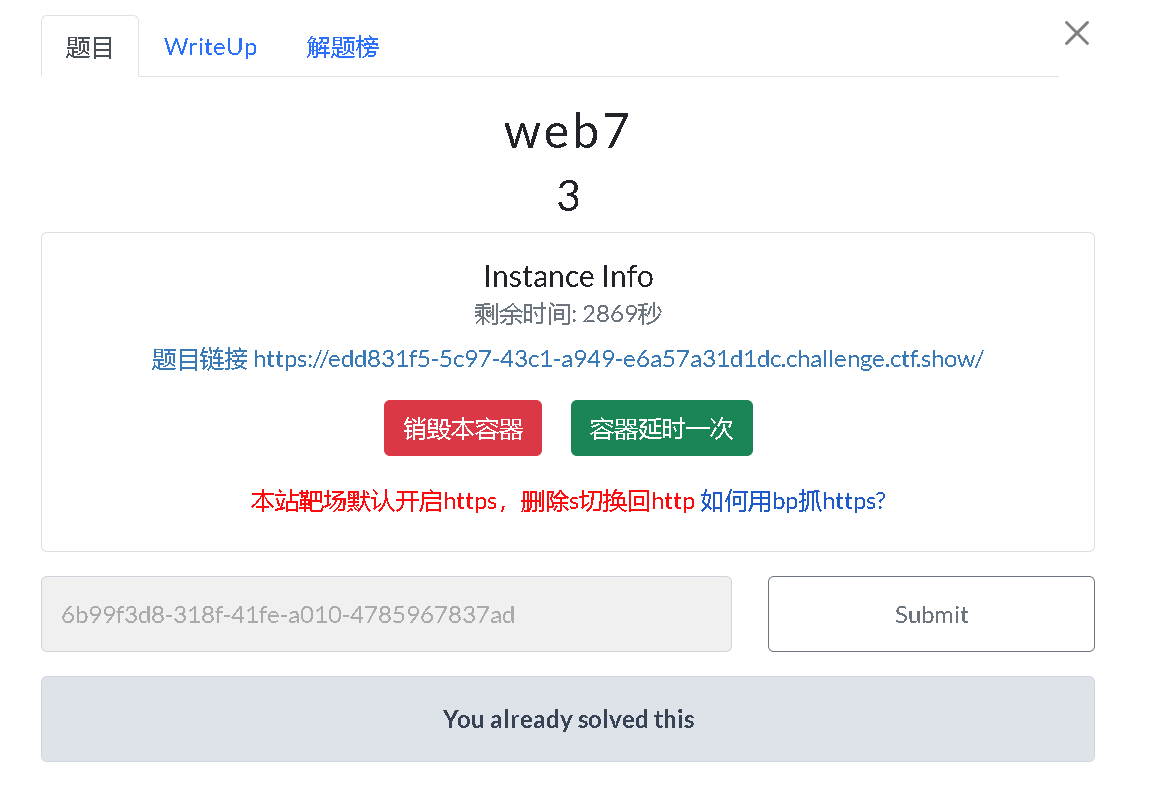 题目 WriteUp 解题榜
web7
3
Instance Info
剩余时间: 2869秒
题目链接 https://edd831f5-5c97-43c1-a949-e6a57a31d1dc.challenge.ctf.show/
销毁本容器 容器延时一次
本站靶场默认开启https，删除s切换回http 如何用bp抓https?
6b99f3d8-318f-41fe-a010-4785967837ad Submit
You already solved this